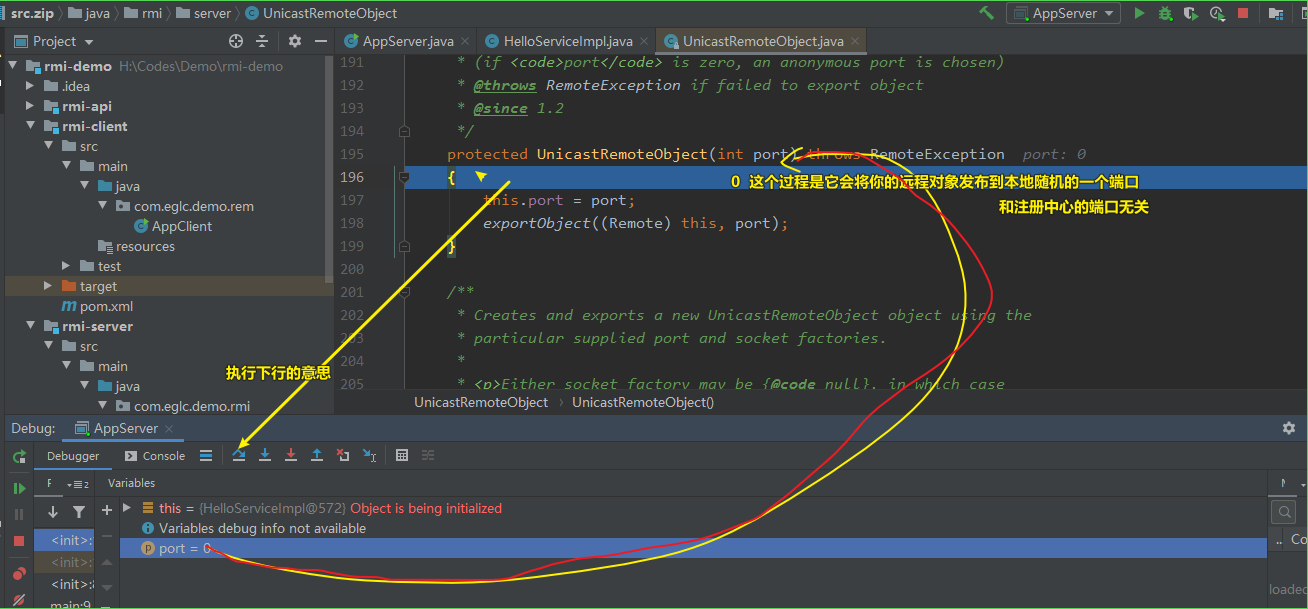 src.zip java rmi server UnicastRemoteObject AppServer
Project AppServer.java HelloServiceImpl.java UnicastRemoteObject.java
rmi-demo H:\Codes\Demo\rmi-demo
.idea
rmi-api
rmi-client
src
main
java
com.eglc.demo.rem
AppClient
resources
test
target
pom.xml
rmi-server
src
main
java
com.eglc.demo.rmi
191 * (if <code>port</code> is zero, an anonymous port is chosen)
192 * @throws RemoteException if failed to export object
193 * @since 1.2
194 */
195 protected UnicastRemoteObject(int port) throws RemoteException port: 0
196 {
0 这个过程是它会将你的远程对象发布到本地随机的一个端口
197 this.port = port;
和注册中心的端口无关
198 exportObject((Remote) this, port);
199 }
200
201 /**
202 * Creates and exports a new UnicastRemoteObject object using the
203 * particular supplied port and socket factories.
204 *
205 * <p>Either socket factory may be {@code null}, in which case
执行下行的意思
UnicastRemoteObject UnicastRemoteObject()
Debug: AppServer
Debugger Console
F 2 Variables M
this = {HelloServiceImpl@572} Object is being initialized
Variables debug info not available
port = 0
<init>:
<init>:
<init>:
main:9
.. Co
loaded